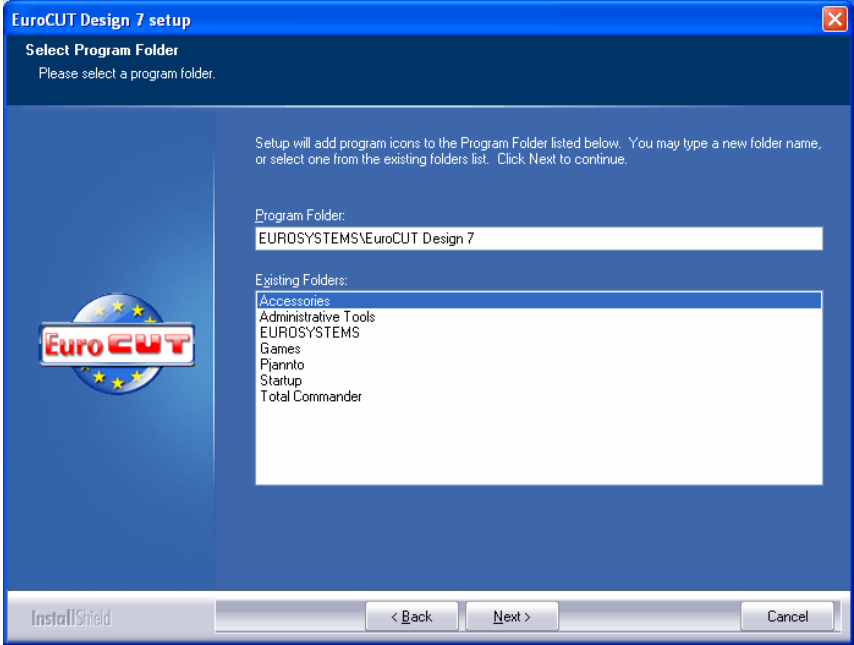 EuroCUT Design 7 setup
Select Program Folder
Please select a program folder.
Setup will add program icons to the Program Folder listed below. You may type a new folder name,
or select one from the existing folders list. Click Next to continue.
Program Folder:
EUROSYSTEMS\EuroCUT Design 7
Existing Folders:
Accessories
Administrative Tools
EUROSYSTEMS
Games
Pjannto
Startup
Total Commander
Euro CUT
InstallShield
< Back
Next >
Cancel